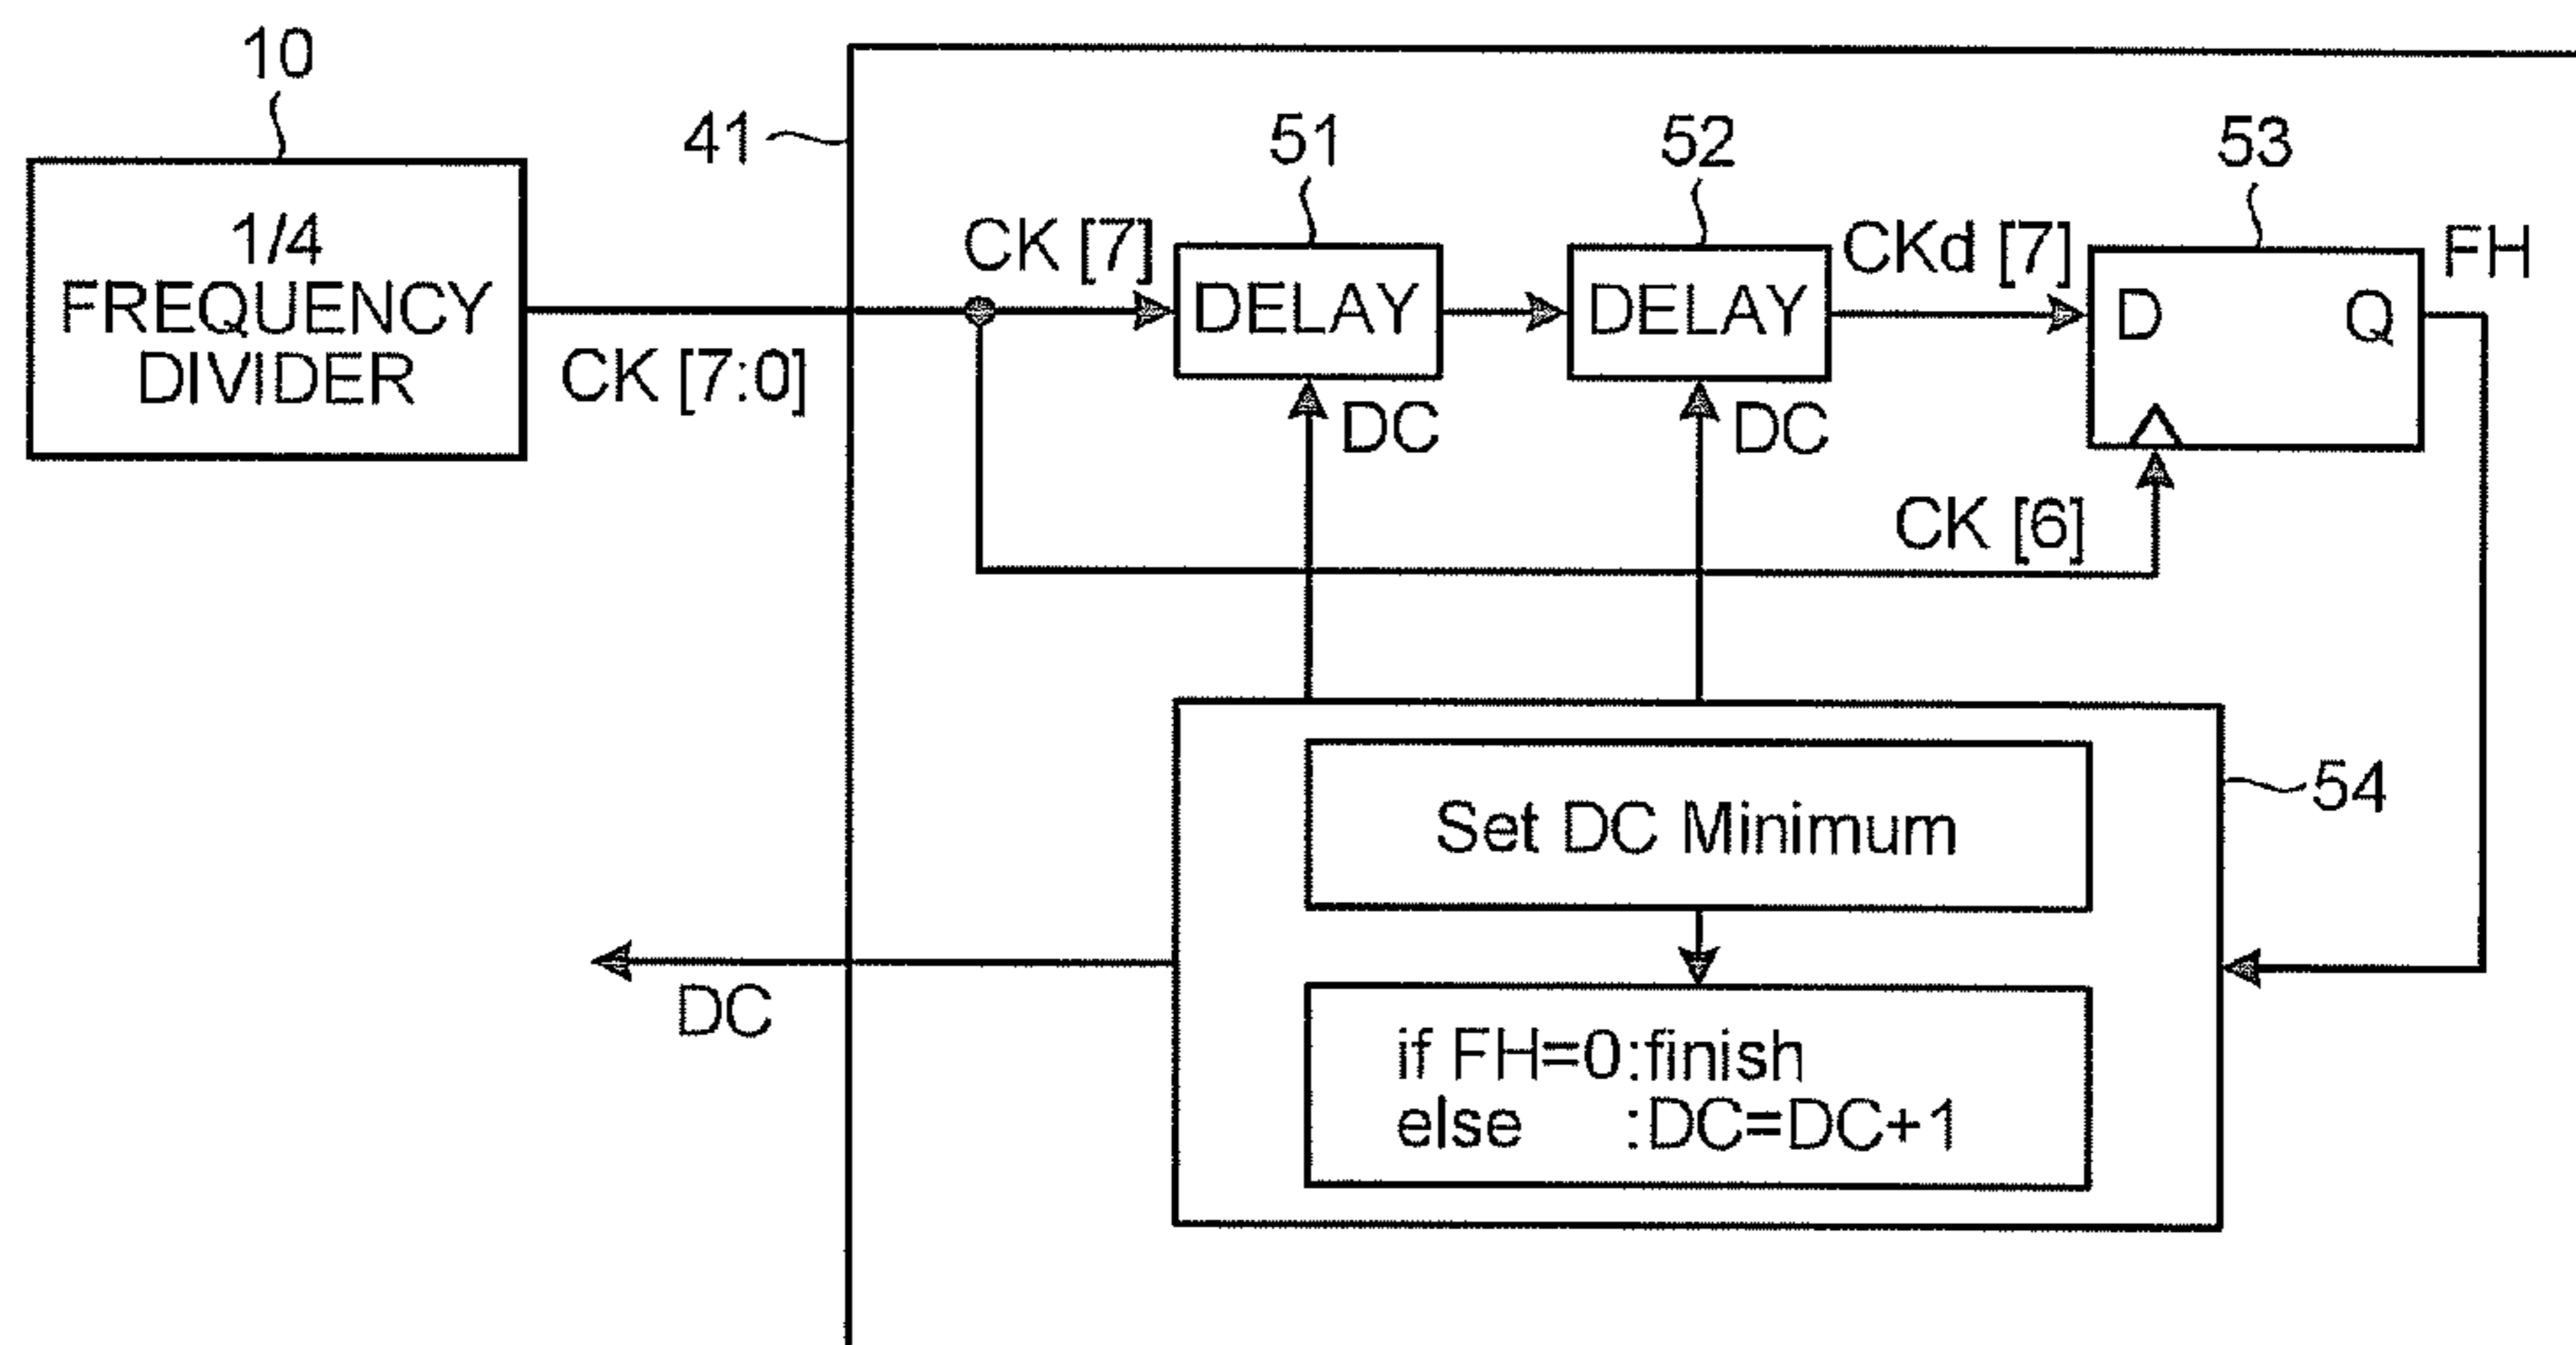 10
41
51
52
53
1/4
FREQUENCY
DIVIDER
CK [7:0]
CK [7]
DELAY
DELAY
CKd [7]
D
Q
FH
DC
DC
CK [6]
54
Set DC Minimum
DC
if FH=0:finish
else :DC=DC+1